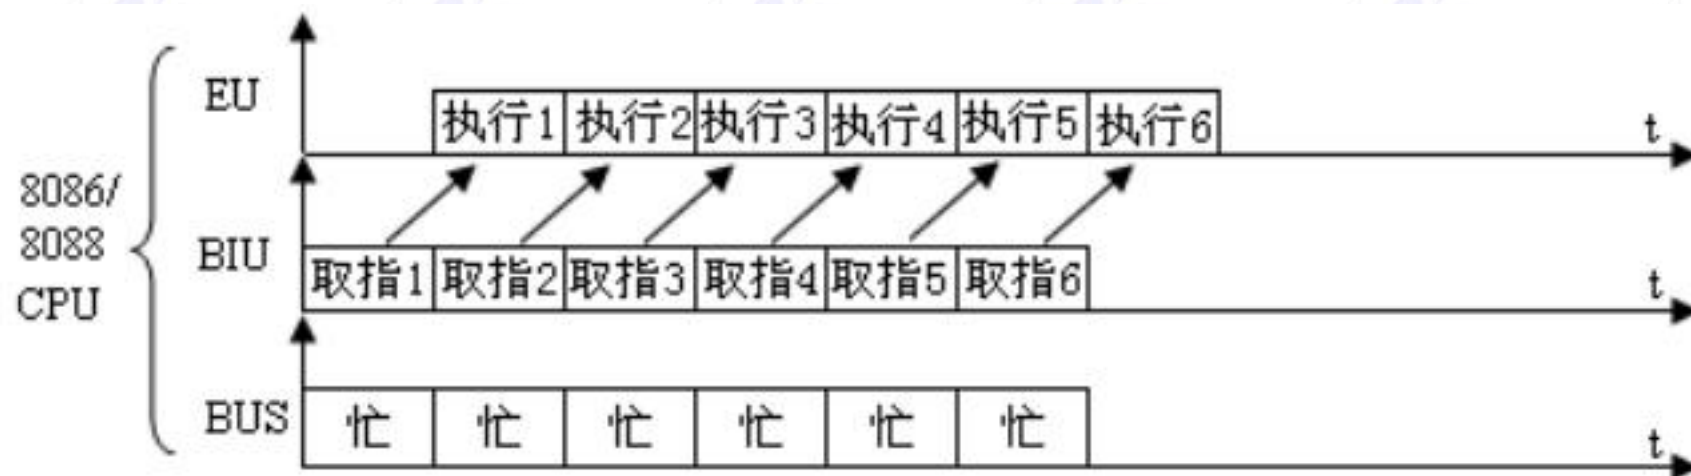 EU
执行1 执行2 执行3 执行4 执行5 执行6
t
8086/
8088
CPU
BIU
取指1 取指2 取指3 取指4 取指5 取指6
t
BUS
忙 忙 忙 忙 忙 忙
t